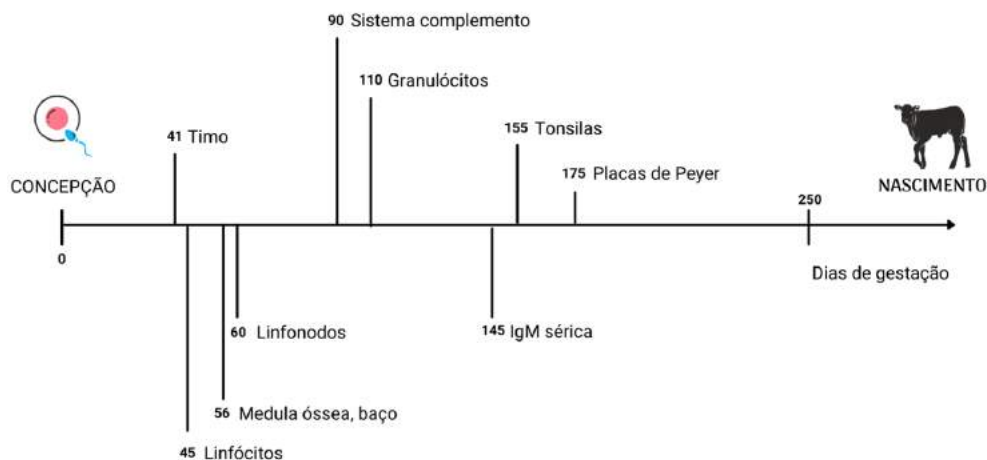 90 Sistema complemento
110 Granulócitos
41 Timo
155 Tonsilas
175 Placas de Peyer
CONCEPÇÃO
NASCIMENTO
250
0
Dias de gestação
60 Linfonodos
145 IgM sérica
56 Medula óssea, baço
45 Linfócitos